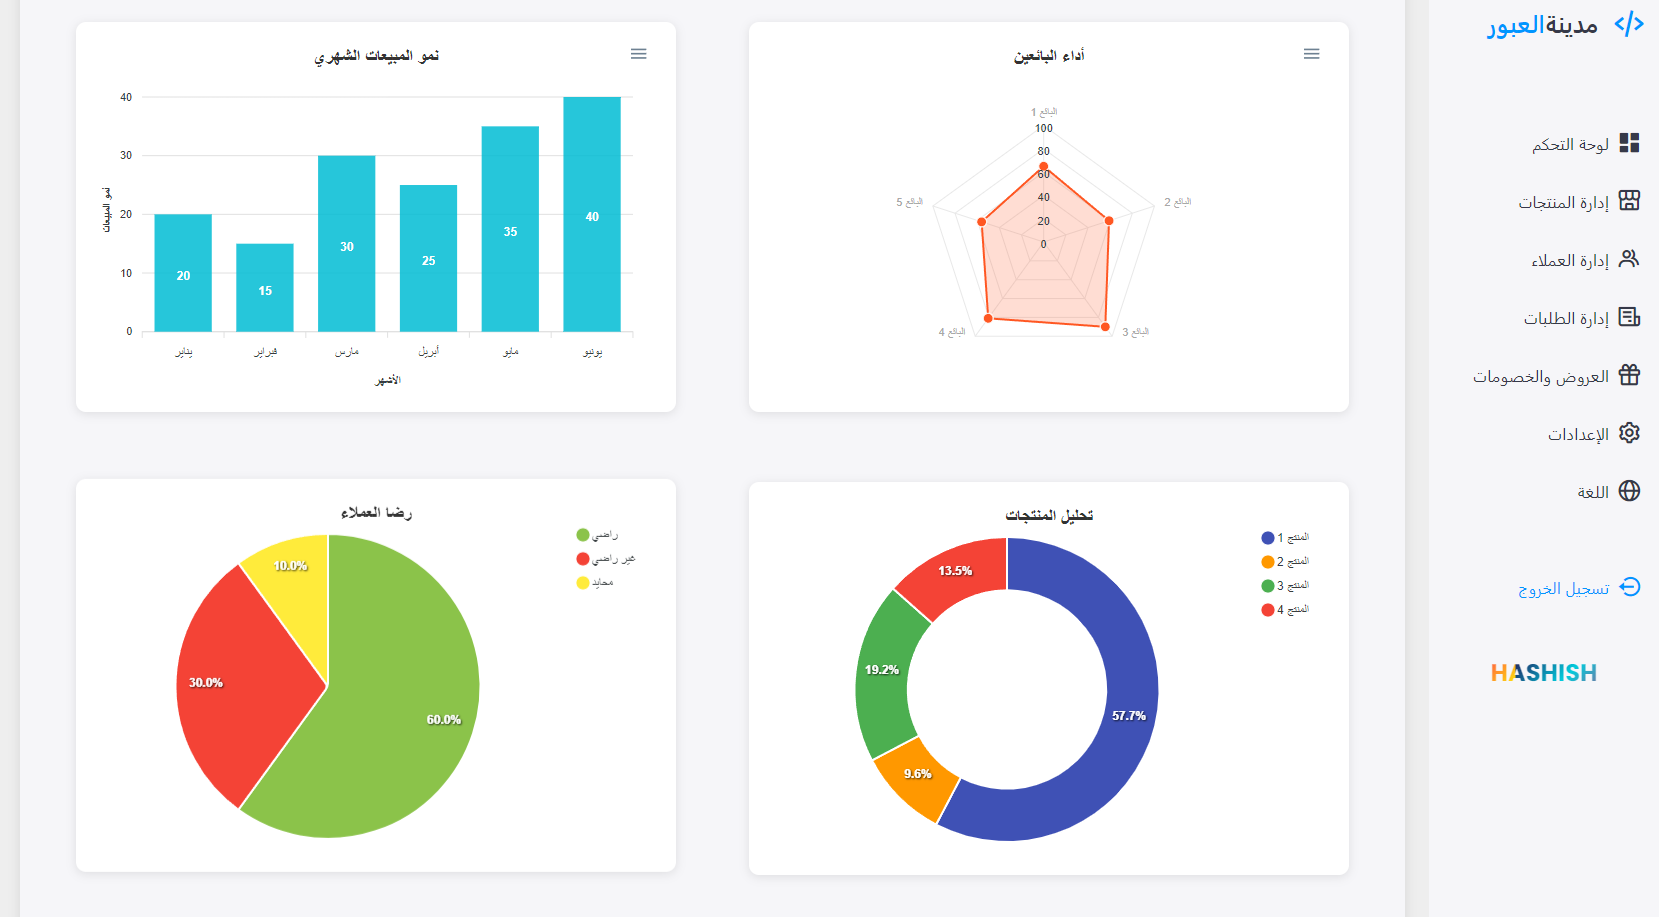 مدينةالعبور
لوحة التحكم
إدارة المنتجات
إدارة العملاء
إدارة الطلبات
العروض والخصومات
الإعدادات
اللغة
تسجيل الخروج
HASHISH
أداء البائعين
البائع 1
100
80
60
40
20
0
البائع 2
البائع 3
البائع 4
البائع 5
نمو المبيعات الشهري
نمو المبيعات
40
30
20
10
0
20
15
30
25
35
40
يناير
فبراير
مارس
أبريل
مايو
يونيو
الأشهر
تحليل المنتجات
المنتج 1
المنتج 2
المنتج 3
المنتج 4
13.5%
19.2%
57.7%
9.6%
رضا العملاء
راضي
غير راضي
محايد
10.0%
30.0%
60.0%